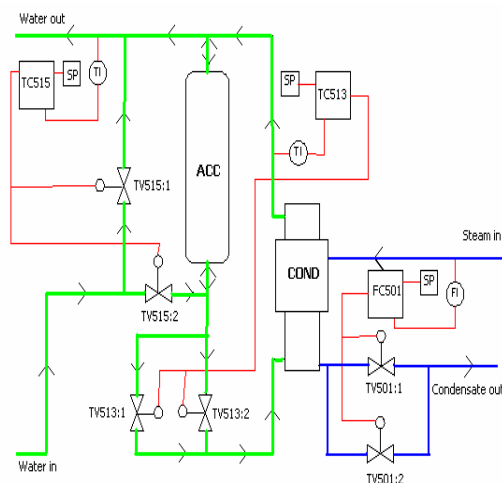 Water out
TC515
SP
TI
SP
TC513
TI
ACC
TV515:1
Steam in
COND
FC501
SP
FI
TV515:2
TV501:1
Condensate out
TV513:1
TV513:2
Water in
TV501:2